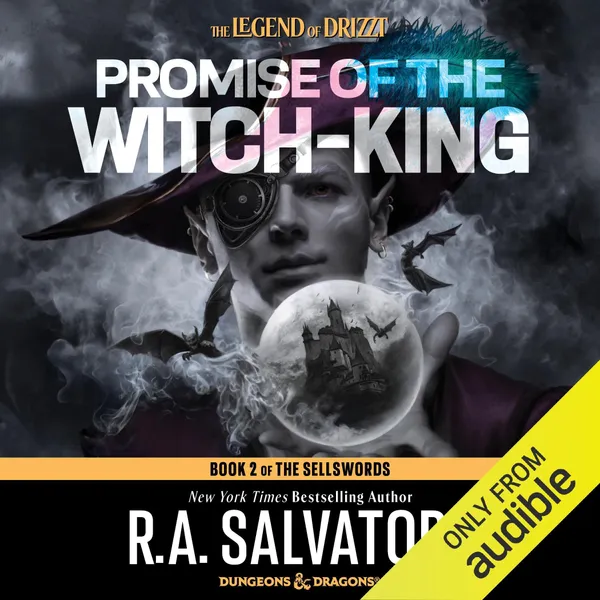 THE LEGEND OF DRIZZT
PROMISE OF THE
WITCH-KING
BOOK 2 OF THE SELLSWORDS
New York Times Bestselling Author
R.A. SALVATOR
DUNGEONS & DRAGONS
ONLY FROM
audible